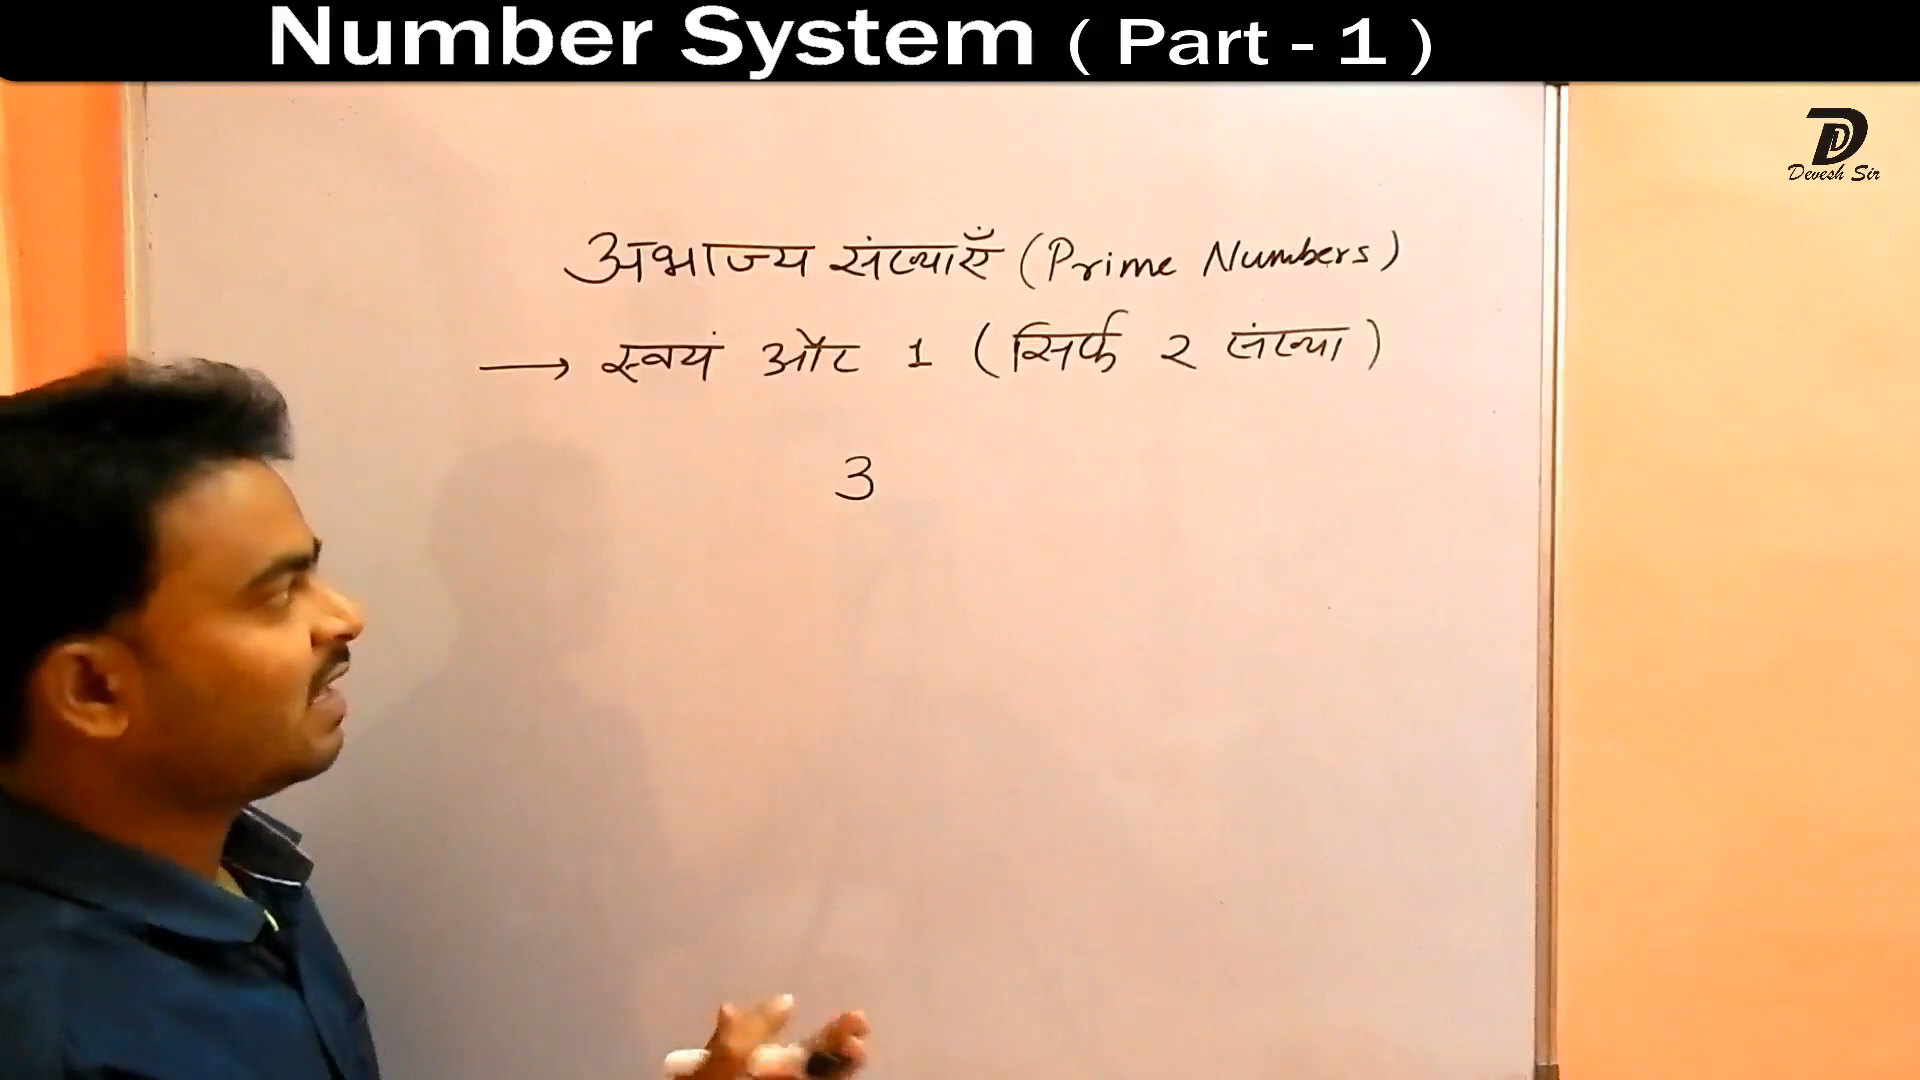 Number System ( Part - 1 )
D
Devesh Sir
अभाज्य संख्याएँ (Prime Numbers)
→ स्वयं और 1 (सिर्फ 2 संख्या)
3